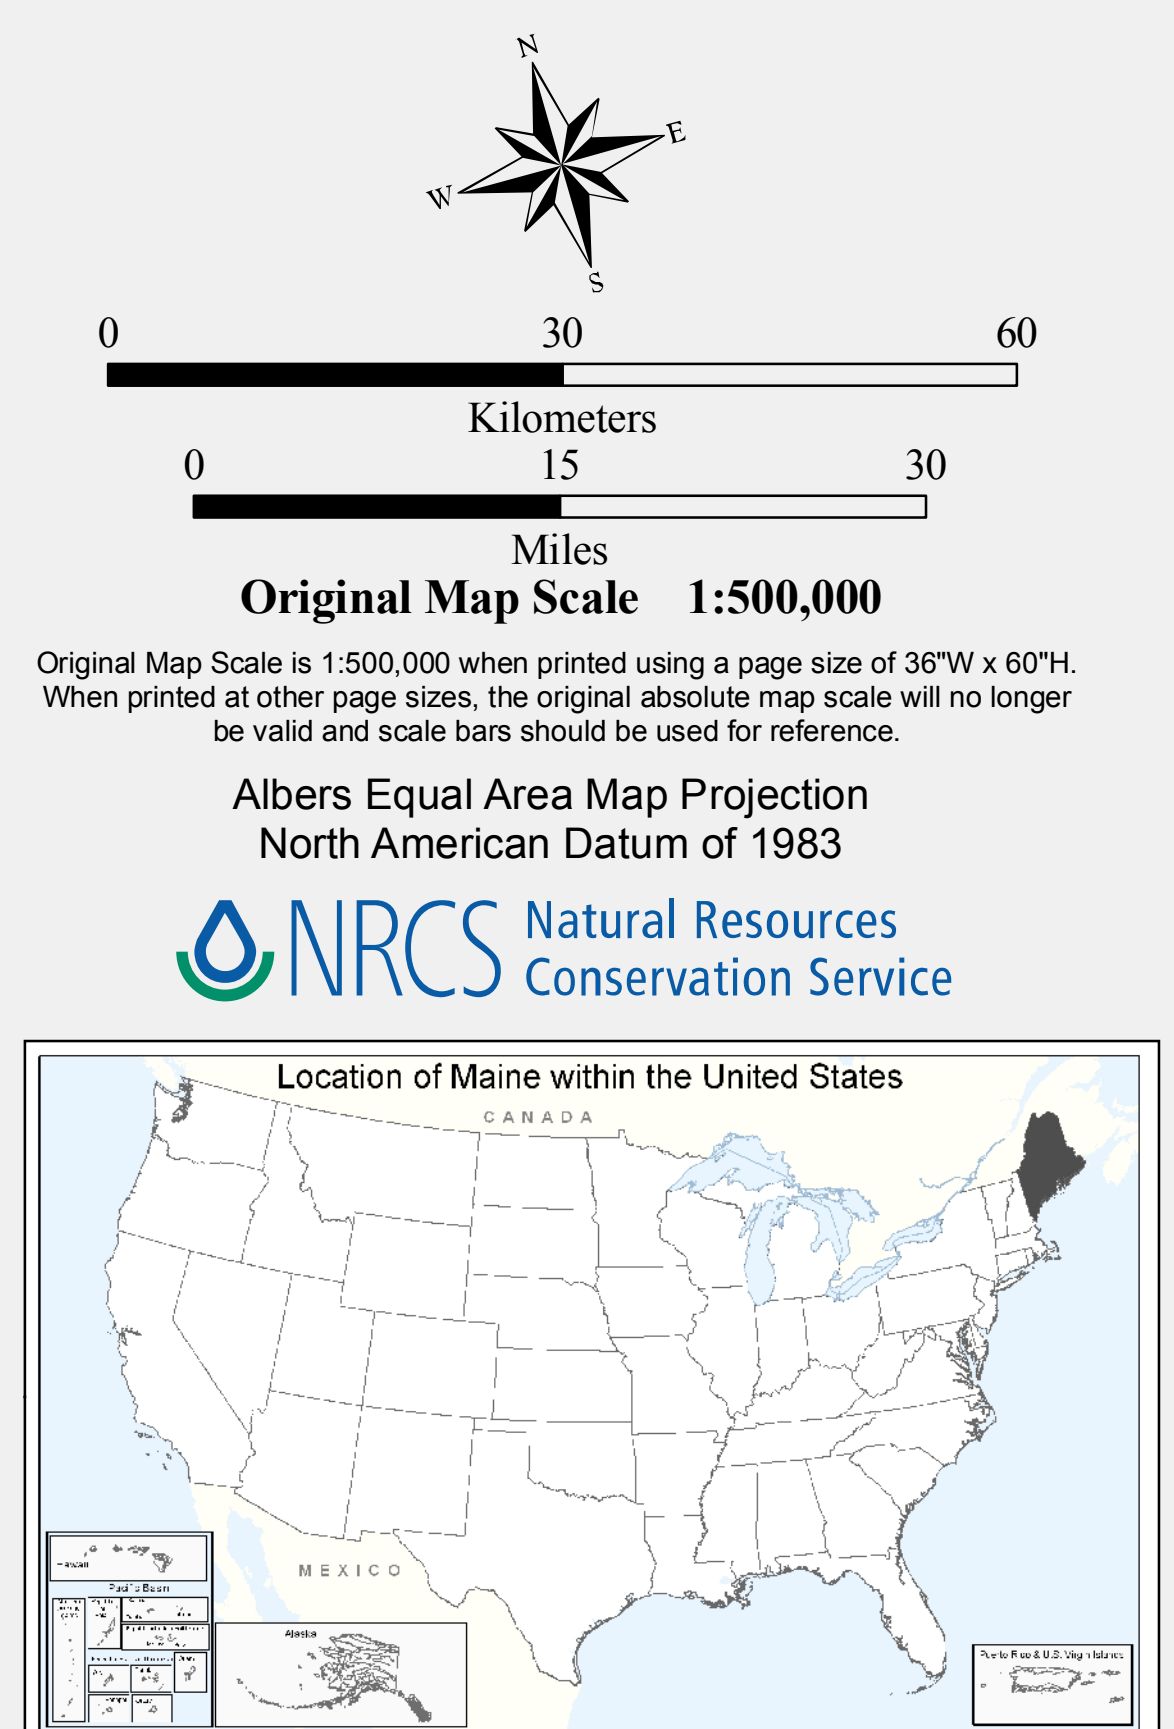 N
E
W
S
0 30 60
Kilometers
0 15 30
Miles
Original Map Scale 1:500,000
Original Map Scale is 1:500,000 when printed using a page size of 36"W x 60"H.
When printed at other page sizes, the original absolute map scale will no longer
be valid and scale bars should be used for reference.
Albers Equal Area Map Projection
North American Datum of 1983
NRCS Natural Resources
Conservation Service
Location of Maine within the United States
CANADA
MEXICO
Hawaii
Pacific Basin
Alaska
Puerto Rico & U.S. Virgin Islands